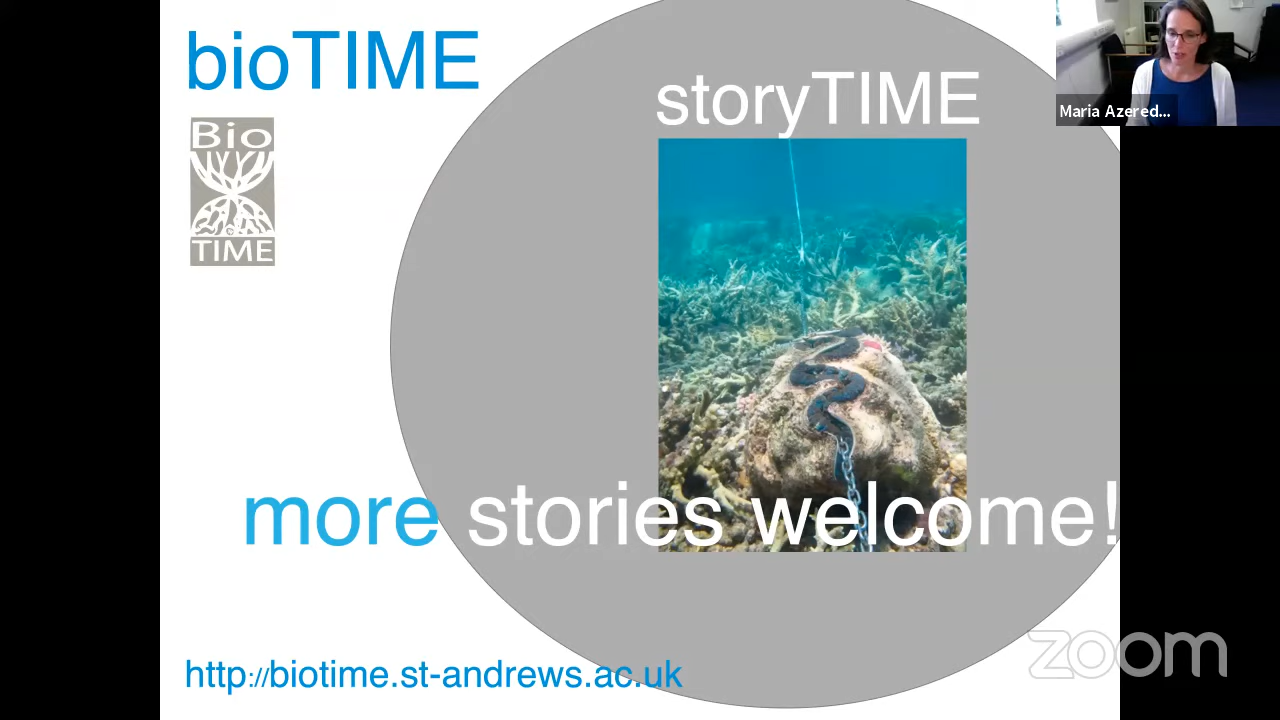 bioTIME
storyTIME
Maria Azered...
Bio
TIME
more stories welcome!
http://biotime.st-andrews.ac.uk
zoom